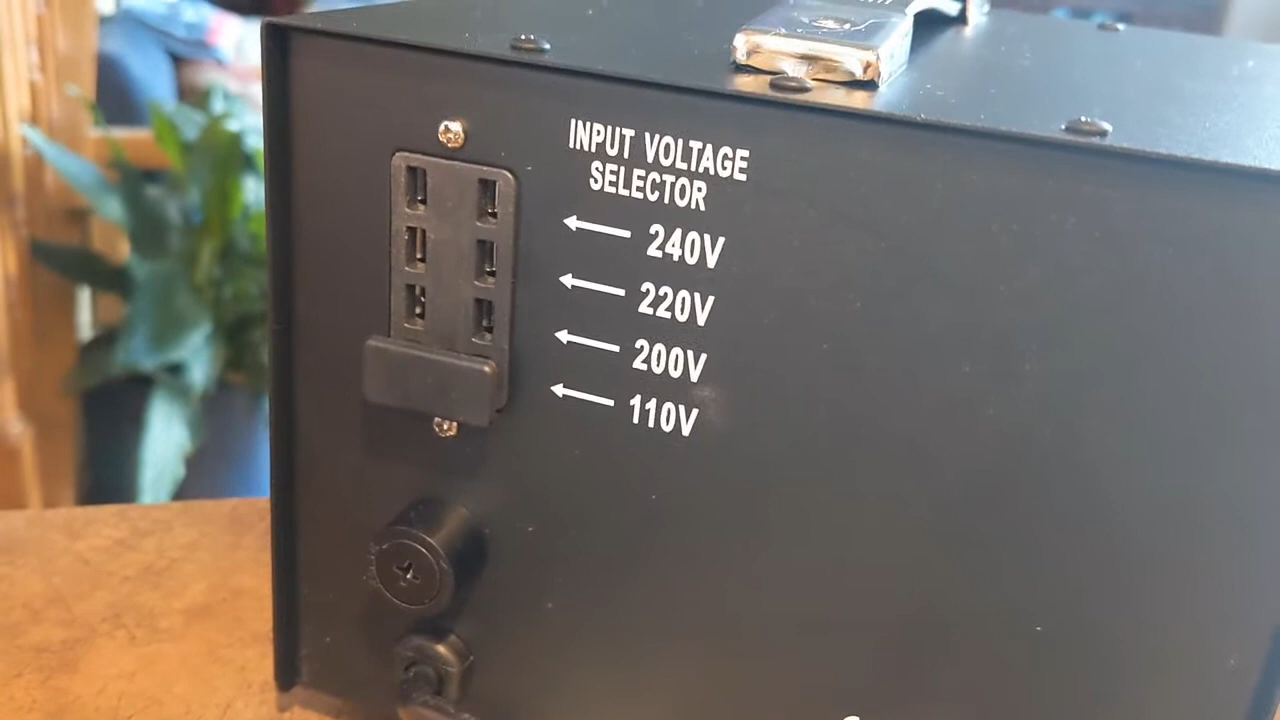 INPUT VOLTAGE
SELECTOR
240V
220V
200V
110V